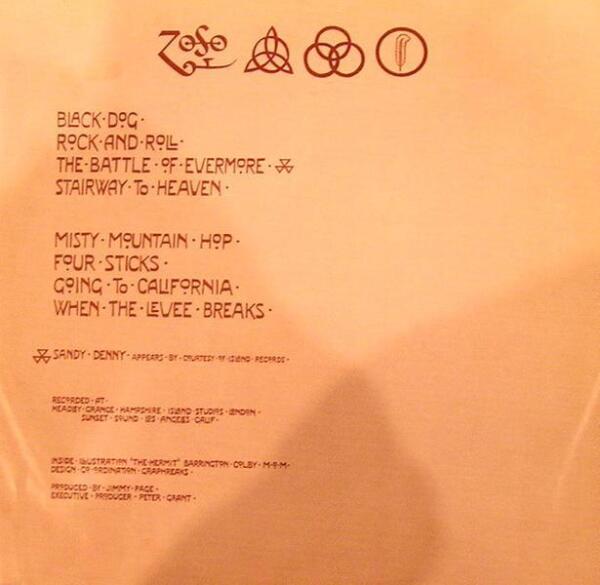 ZoSo
BLACK·DOG·
ROCK·AND·ROLL·
THE·BATTLE·OF·EVERMORE·
STAIRWAY·To·HEAVEN·
MISTY·MOUNTAIN·HOP·
FOUR·STICKS·
GOING·To·CALIFORNIA·
WHEN·THE·LEVEE·BREAKS·
SANDY·DENNY·APPEARS·BY·COURTESY·OF·ISLAND·RECORDS·
RECORDED·AT·
HEADLEY·GRANGE·HAMPSHIRE·ISLAND·STUDIOS·LONDON·
SUNSET·SOUND·LOS·ANGELES·CALIF·
INSIDE·ILLUSTRATION "THE·HERMIT" BARRINGTON·COLBY·M·O·M·
DESIGN·CO-ORDINATION·GRAPHREAKS·
PRODUCED·BY·JIMMY·PAGE·
EXECUTIVE·PRODUCER·PETER·GRANT·